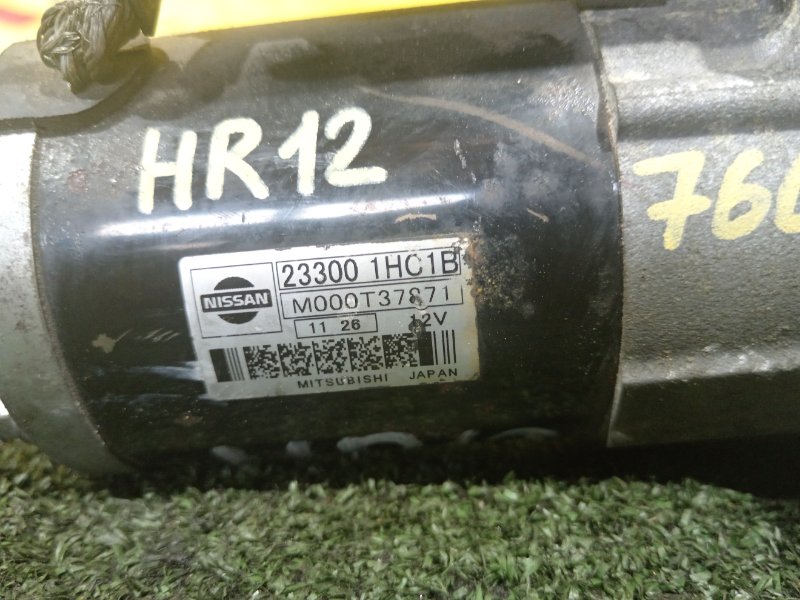 HR12
23300 1HC1B
NISSAN
M000T37871
11 26 12V
MITSUBISHI JAPAN